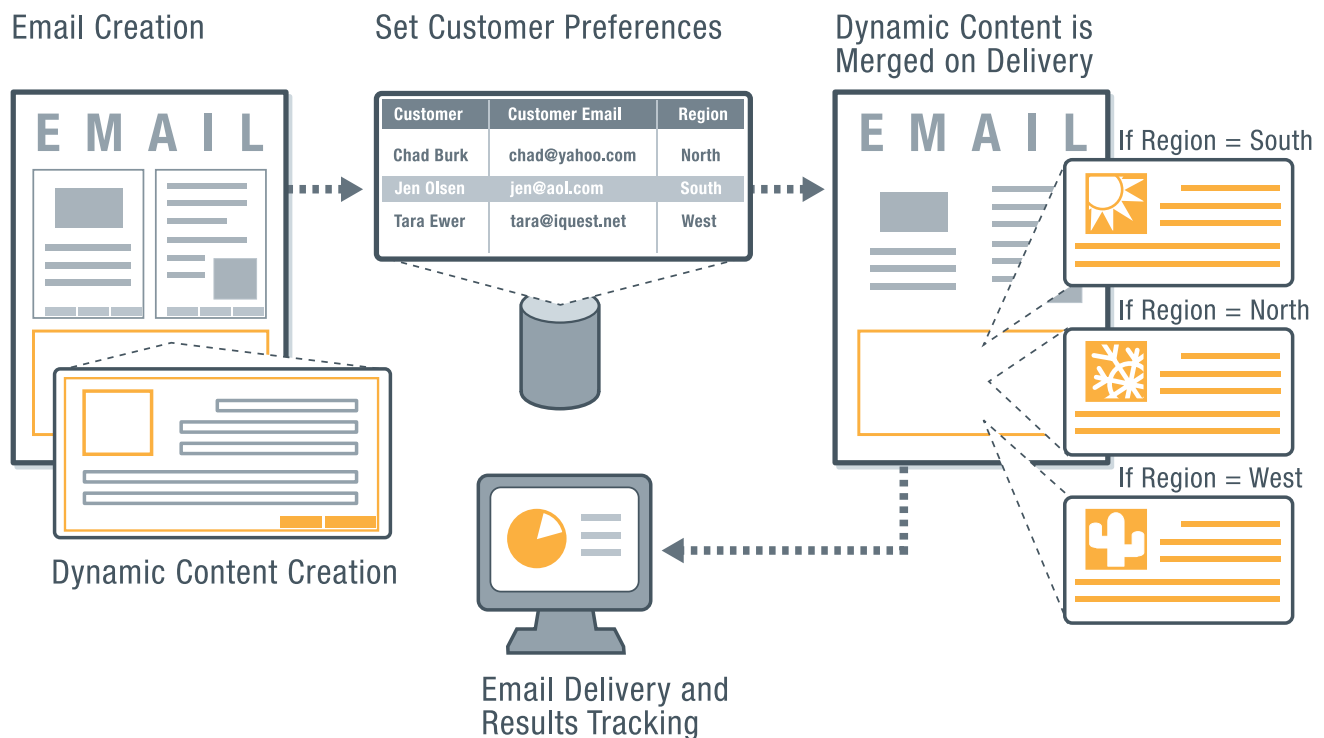 Email Creation
Set Customer Preferences
Dynamic Content is
Merged on Delivery
EMAIL
Dynamic Content Creation
Customer Customer Email Region
Chad Burk chad@yahoo.com North
Jen Olsen jen@aol.com South
Tara Ewer tara@iquest.net West
EMAIL
If Region = South
If Region = North
If Region = West
Email Delivery and
Results Tracking